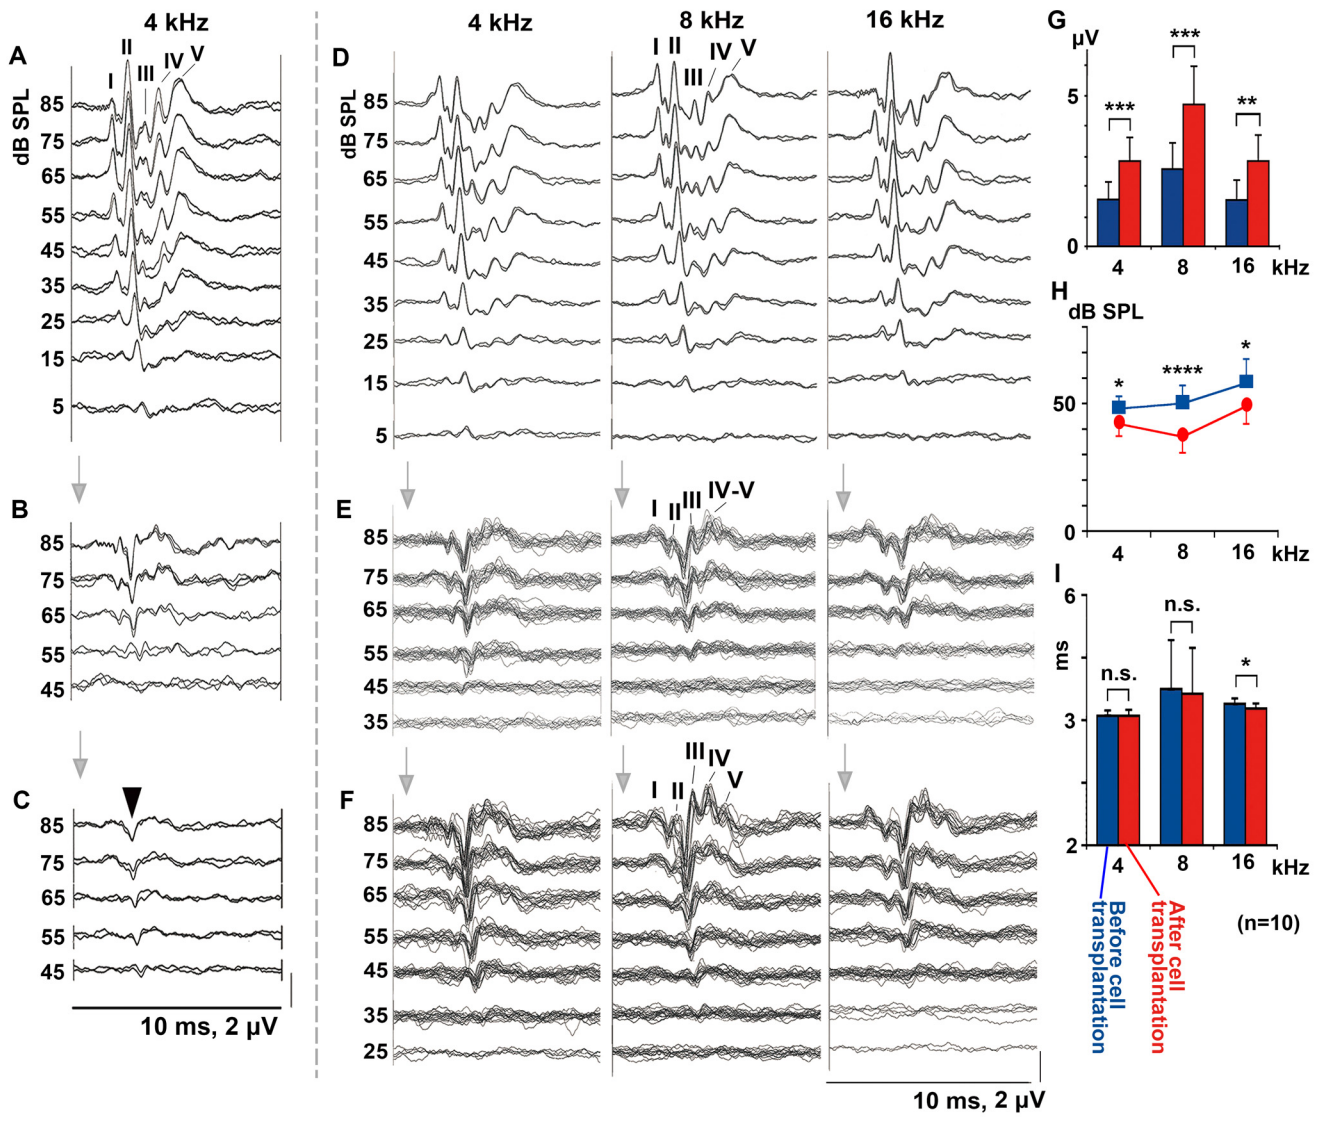 4 kHz
A
I
II
III
IV
V
dB SPL
85
75
65
55
45
35
25
15
5
B
85
75
65
55
45
C
85
75
65
55
45
10 ms, 2 µV
4 kHz
8 kHz
16 kHz
D
I II
III
IV V
dB SPL
85
75
65
55
45
35
25
15
5
E
I
II
III
IV-V
85
75
65
55
45
35
F
I
II
III
IV
V
85
75
65
55
45
35
25
10 ms, 2 µV
G
µV
5
0
***
***
**
4 8 16 kHz
H
dB SPL
50
0
*
****
*
4 8 16 kHz
I
6
ms
3
2
n.s.
n.s.
*
4 8 16 kHz
Before cell
transplantation
After cell
transplantation
(n=10)